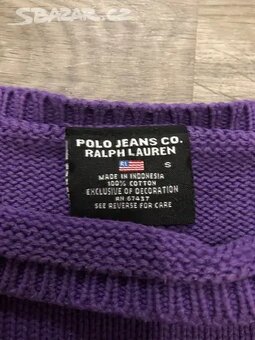 SBAZAR.CZ
POLO JEANS CO.
RALPH LAUREN
RL
S
MADE IN INDONESIA
100% COTTON
EXCLUSIVE OF DECORATION
RN 67437
SEE REVERSE FOR CARE